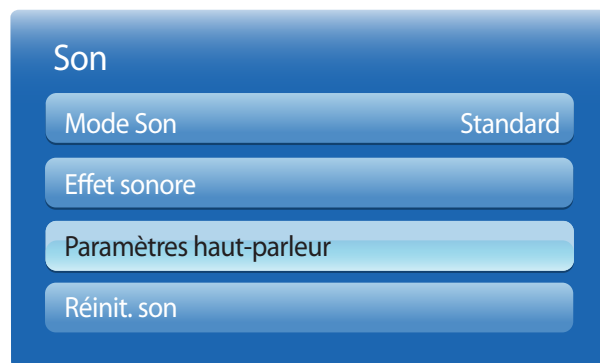 Son
Mode Son Standard
Effet sonore
Paramètres haut-parleur
Réinit. son